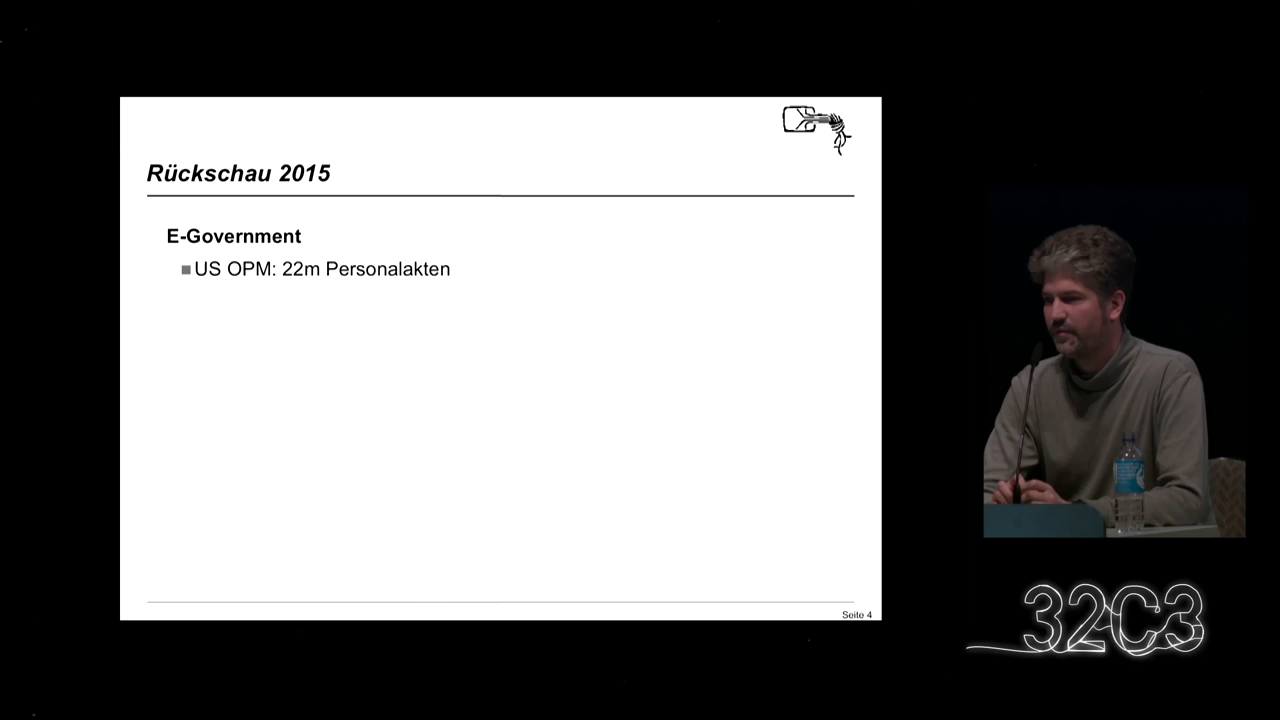 Rückschau 2015
E-Government
US OPM: 22m Personalakten
Seite 4
32C3